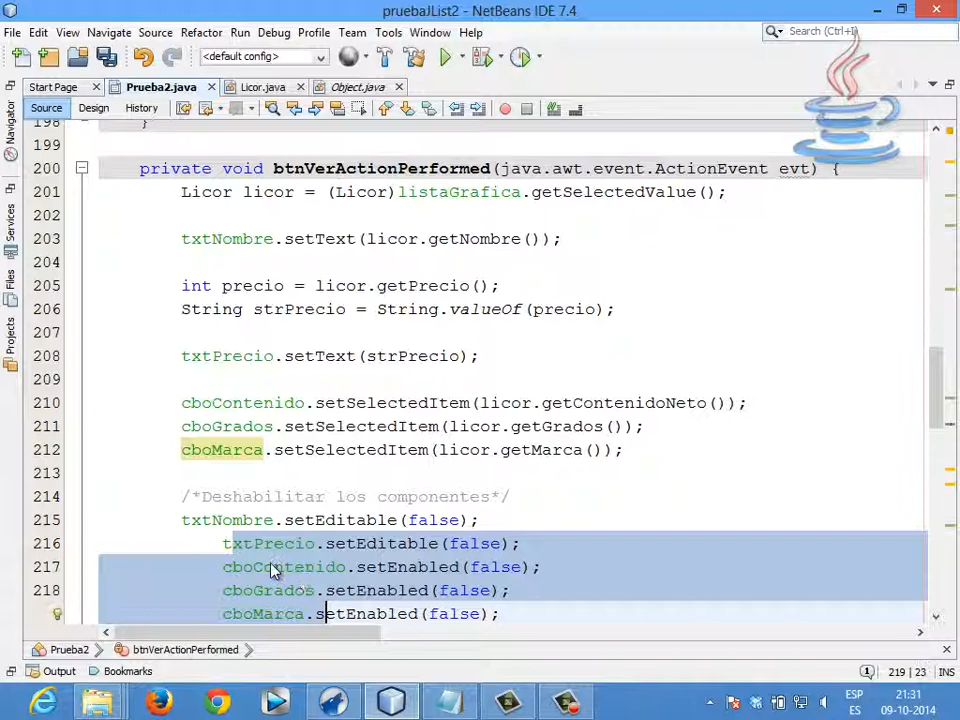 pruebaJList2 - NetBeans IDE 7.4
File Edit View Navigate Source Refactor Run Debug Profile Team Tools Window Help
Search (Ctrl+I)
<default config>
Start Page Prueba2.java Licor.java Object.java
Source Design History
198 }
199
200 private void btnVerActionPerformed(java.awt.event.ActionEvent evt) {
201 Licor licor = (Licor)listaGrafica.getSelectedValue();
202
203 txtNombre.setText(licor.getNombre());
204
205 int precio = licor.getPrecio();
206 String strPrecio = String.valueOf(precio);
207
208 txtPrecio.setText(strPrecio);
209
210 cboContenido.setSelectedItem(licor.getContenidoNeto());
211 cboGrados.setSelectedItem(licor.getGrados());
212 cboMarca.setSelectedItem(licor.getMarca());
213
214 /*Deshabilitar los componentes*/
215 txtNombre.setEditable(false);
216 txtPrecio.setEditable(false);
217 cboContenido.setEnabled(false);
218 cboGrados.setEnabled(false);
cboMarca.setEnabled(false);
Navigator
Services
Files
Projects
Prueba2 btnVerActionPerformed
Output Bookmarks
1 219 | 23 INS
ESP 21:31
ES 09-10-2014